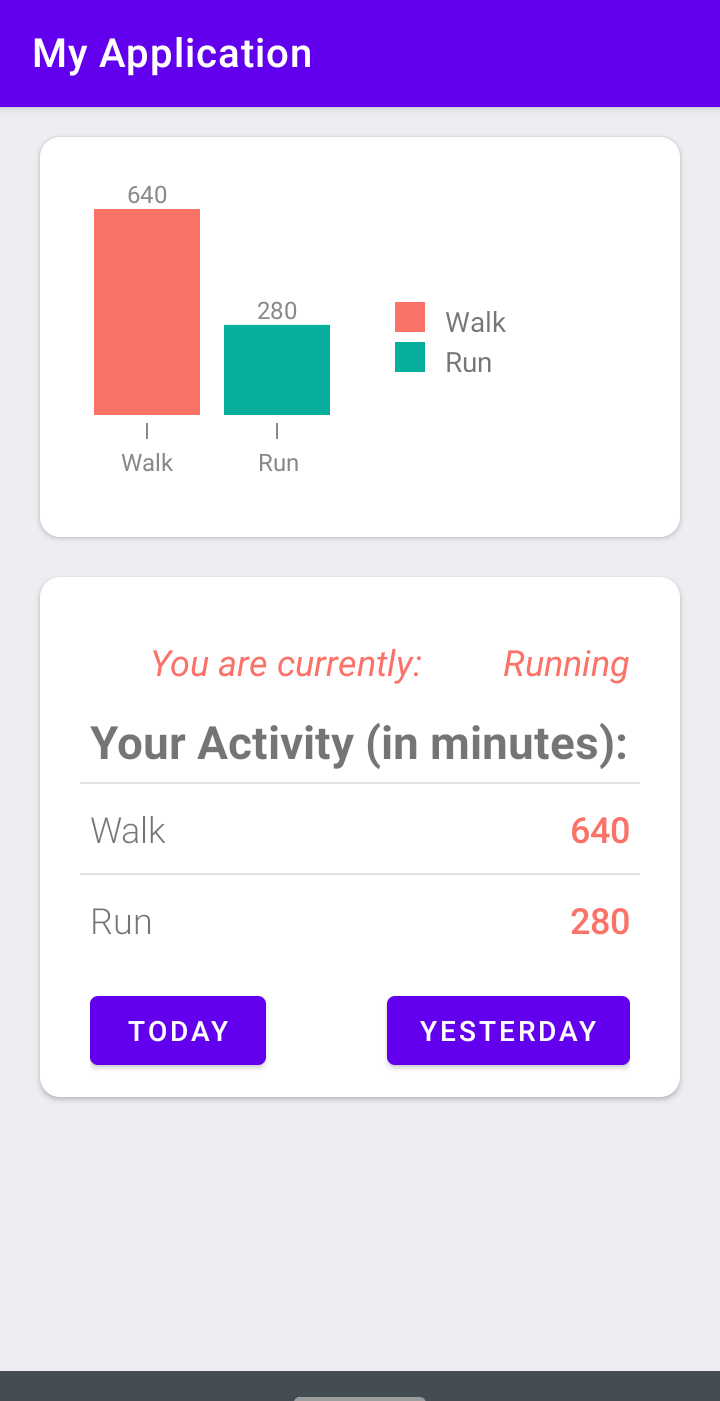 My Application
640
280
Walk
Run
Walk Run
You are currently: Running
Your Activity (in minutes):
Walk 640
Run 280
TODAY YESTERDAY